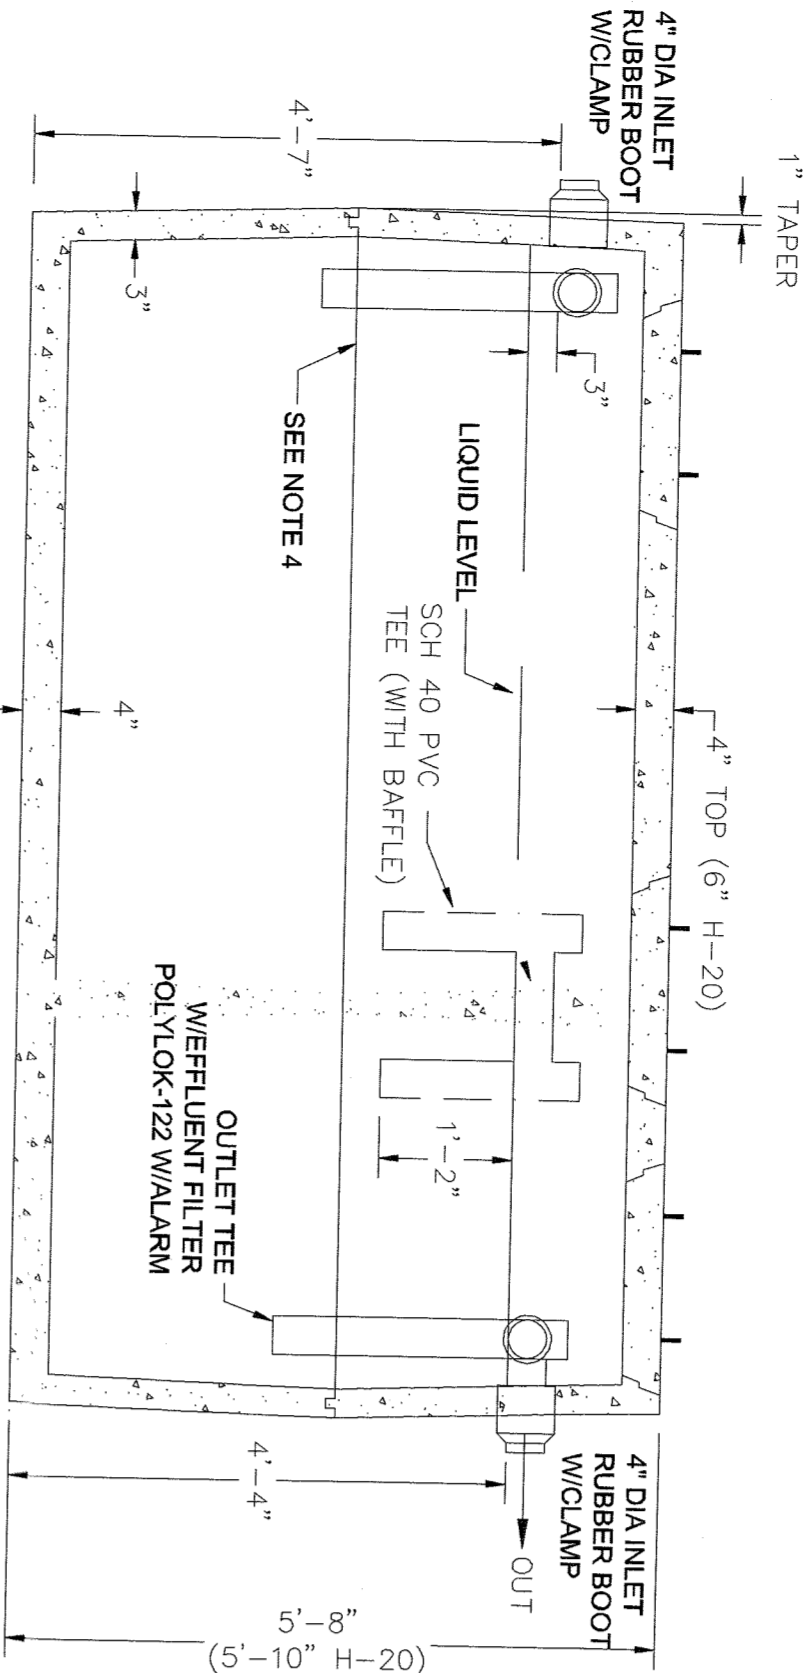 1" TAPER
4" DIA INLET
RUBBER BOOT
W/CLAMP
4'-7"
3"
3"
SEE NOTE 4
LIQUID LEVEL
4" TOP (6" H-20)
SCH 40 PVC
TEE (WITH BAFFLE)
4"
1'-2"
OUTLET TEE
W/EFFLUENT FILTER
POLYLOK-122 W/ALARM
4" DIA INLET
RUBBER BOOT
W/CLAMP
4'-4"
OUT
5'-8"
(5'-10" H-20)